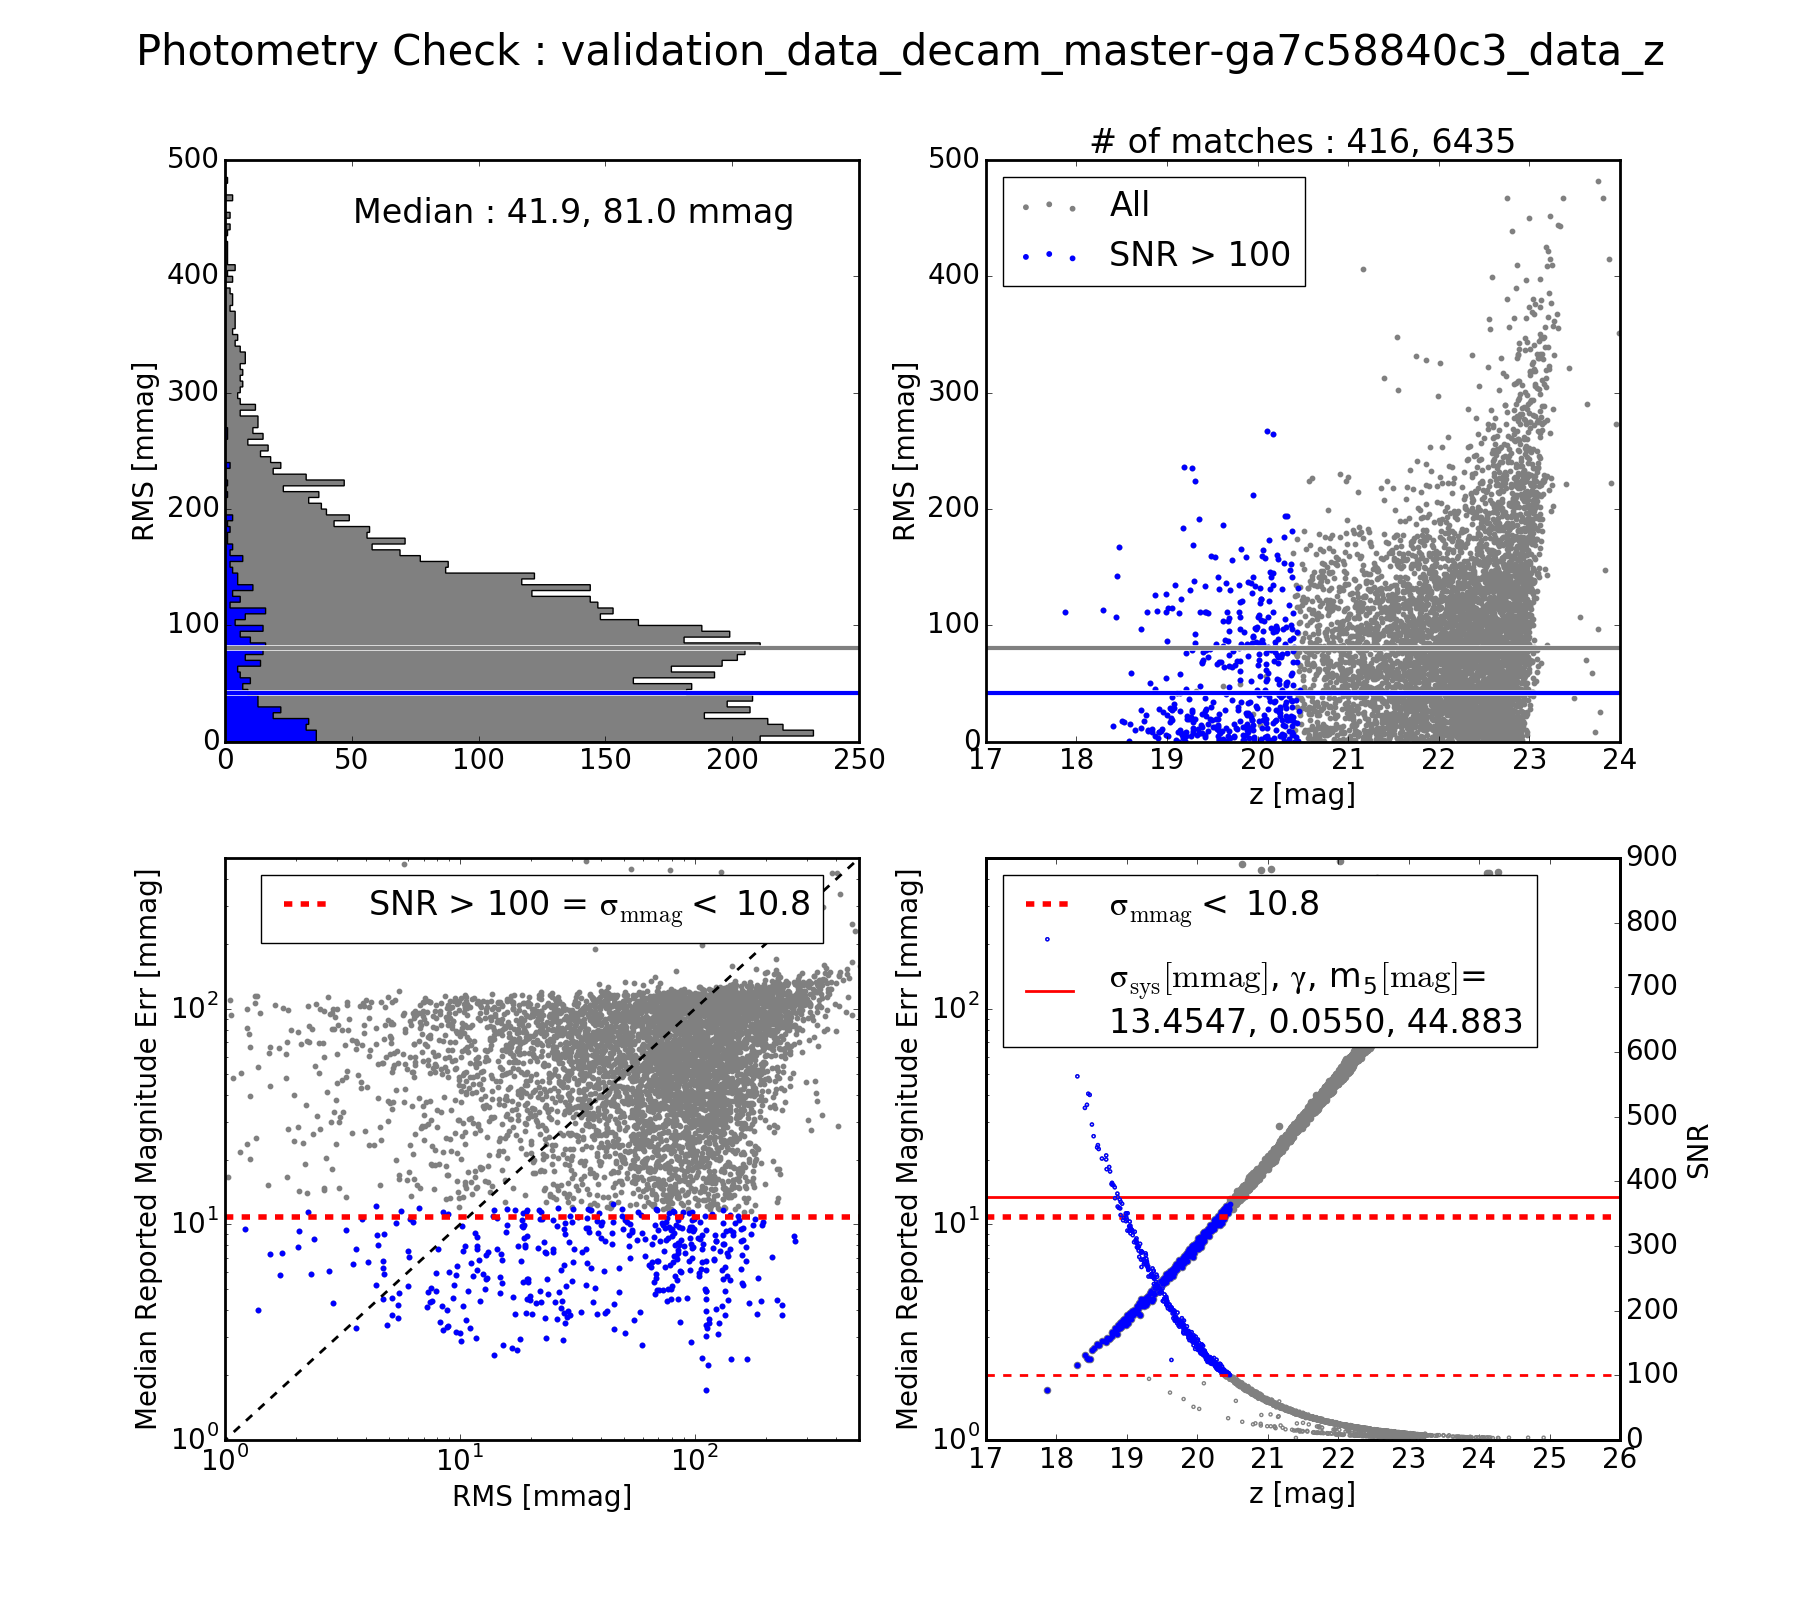 Photometry Check : validation_data_decam_master-ga7c58840c3_data_z
# of matches : 416, 6435
500
400
300
200
100
0
RMS [mmag]
Median : 41.9, 81.0 mmag
0 50 100 150 200 250
500
400
300
200
100
0
RMS [mmag]
All
SNR > 100
17 18 19 20 21 22 23 24
z [mag]
Median Reported Magnitude Err [mmag]
10²
10¹
10⁰
SNR > 100 = σmmag < 10.8
10⁰ 10¹ 10²
RMS [mmag]
Median Reported Magnitude Err [mmag]
10²
10¹
10⁰
σmmag < 10.8
σsys[mmag], γ, m₅[mag]=
13.4547, 0.0550, 44.883
900
800
700
600
500
400
300
200
100
0
SNR
17 18 19 20 21 22 23 24 25 26
z [mag]